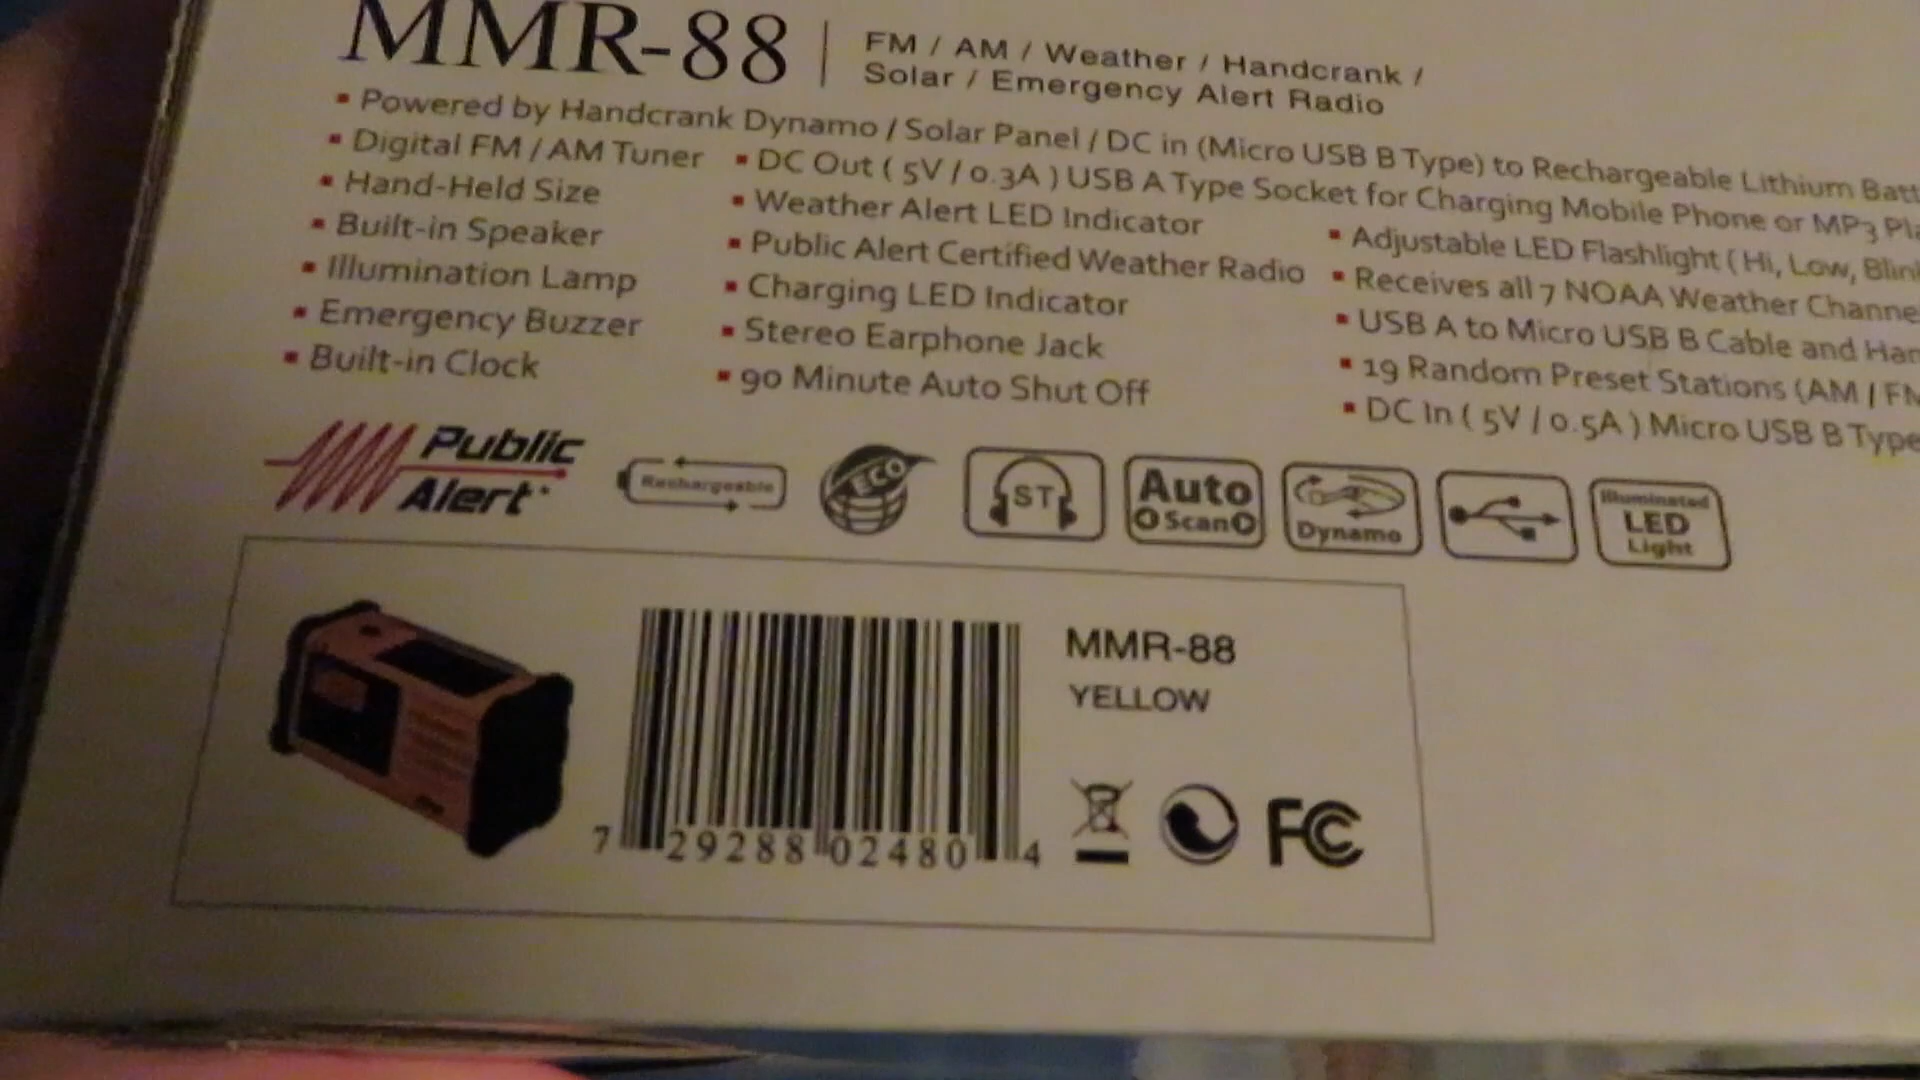 MMR-88
FM / AM / Weather / Handcrank /
Solar / Emergency Alert Radio
▪ Powered by Handcrank Dynamo / Solar Panel / DC in (Micro USB B Type) to Rechargeable Lithium
▪ Digital FM / AM Tuner
▪ DC Out ( 5V / 0.3A ) USB A Type Socket for Charging Mobile Phone or MP3
▪ Hand-Held Size
▪ Built-in Speaker
▪ Illumination Lamp
▪ Emergency Buzzer
▪ Built-in Clock
▪ Weather Alert LED Indicator
▪ Public Alert Certified Weather Radio
▪ Charging LED Indicator
▪ Stereo Earphone Jack
▪ 90 Minute Auto Shut Off
▪ Adjustable LED Flashlight ( Hi, Low,
▪ Receives all 7 NOAA Weather
▪ USB A to Micro USB B Cable and
▪ 19 Random Preset Stations (AM /
▪ DC In ( 5V / 0.5A ) Micro USB B Type
Public
Alert
Rechargeable
ECO
ST
Auto
Scan
Dynamo
Illuminated
LED
Light
MMR-88
YELLOW
7 29288 02480 4
FC